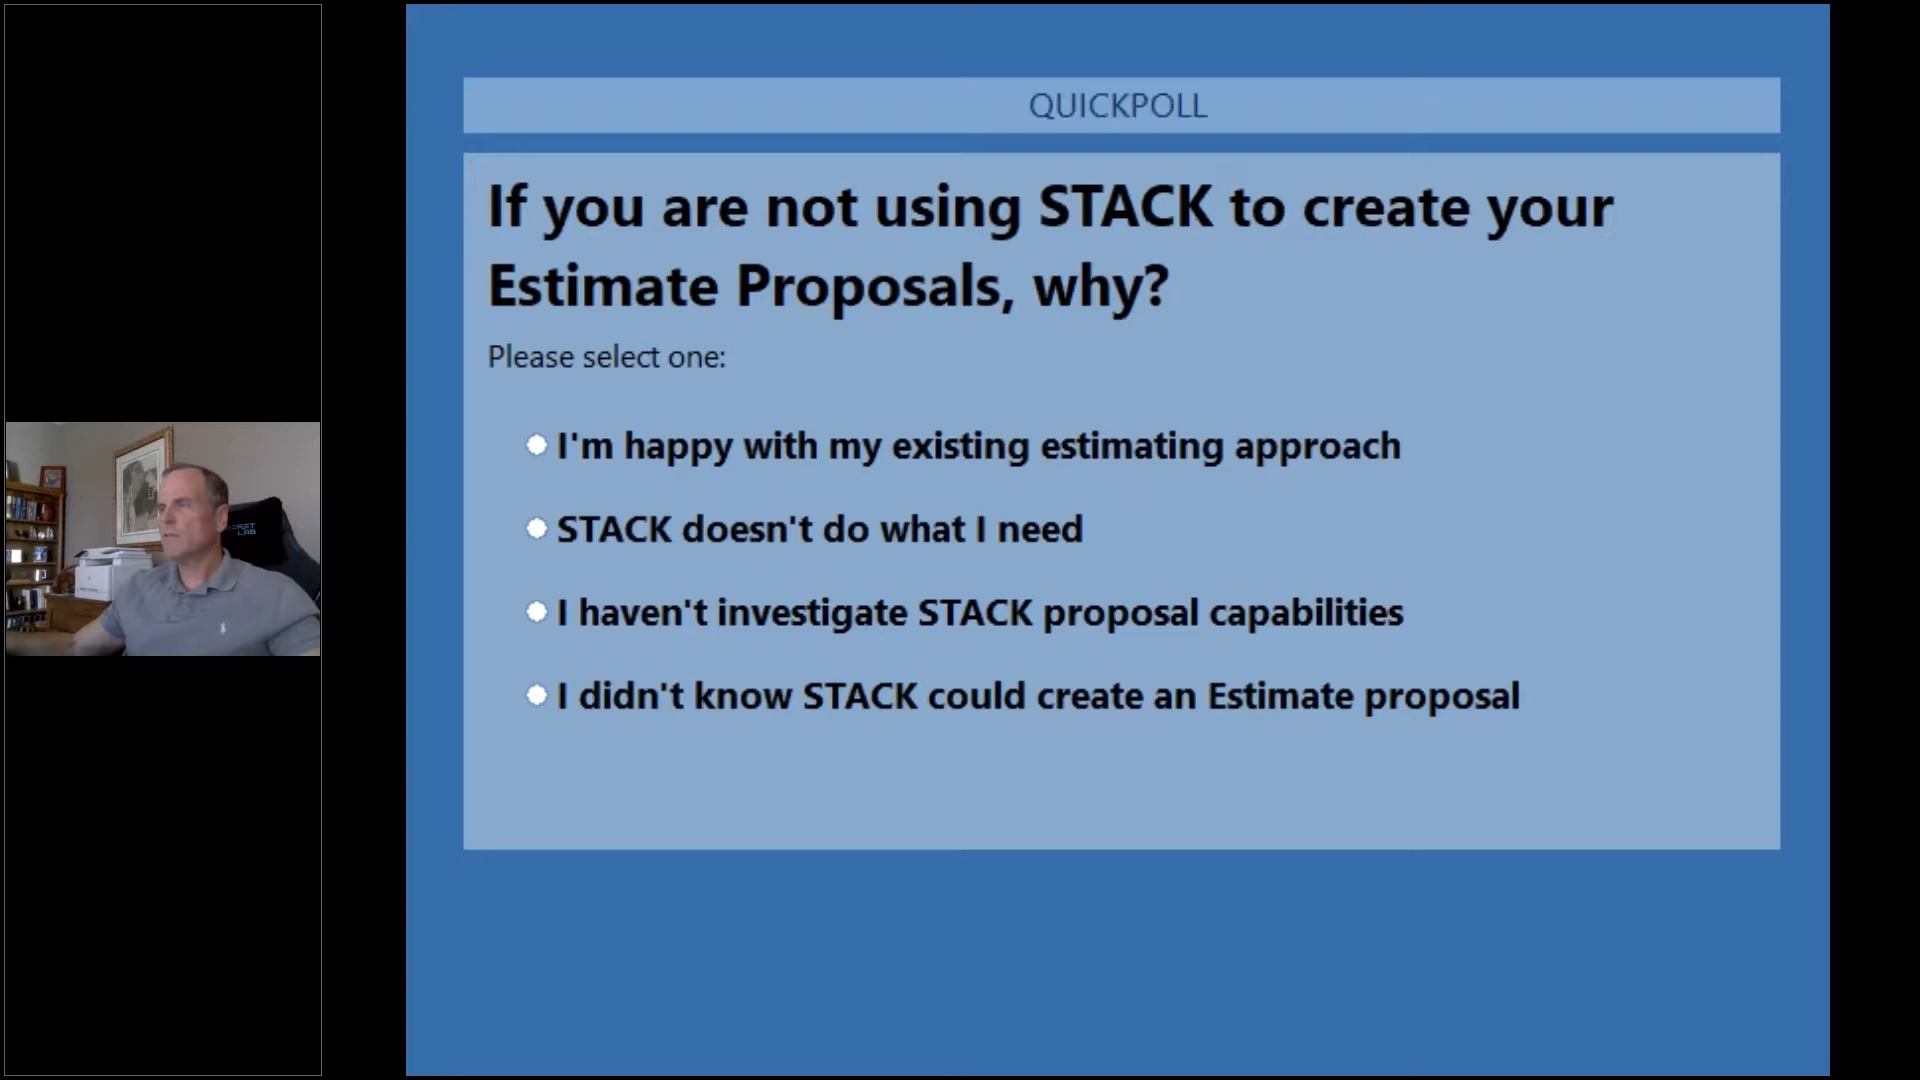 QUICKPOLL
If you are not using STACK to create your
Estimate Proposals, why?
Please select one:
I'm happy with my existing estimating approach
STACK doesn't do what I need
I haven't investigate STACK proposal capabilities
I didn't know STACK could create an Estimate proposal
LAB